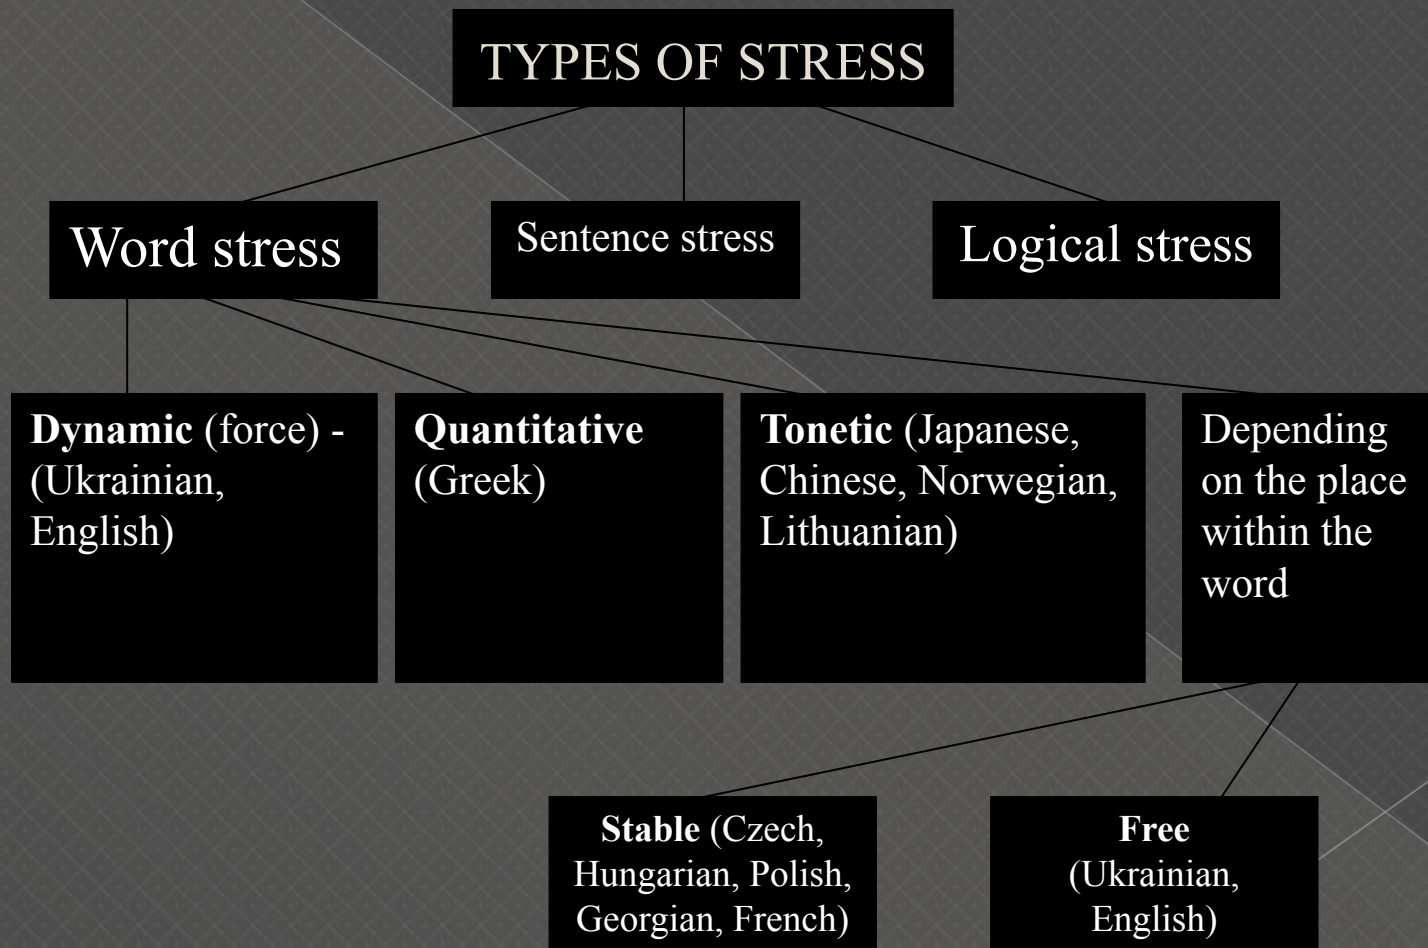 TYPES OF STRESS
Word stress
Sentence stress
Logical stress
Dynamic (force) -
(Ukrainian,
English)
Quantitative
(Greek)
Tonetic (Japanese,
Chinese, Norwegian,
Lithuanian)
Depending
on the place
within the
word
Stable (Czech,
Hungarian, Polish,
Georgian, French)
Free
(Ukrainian,
English)